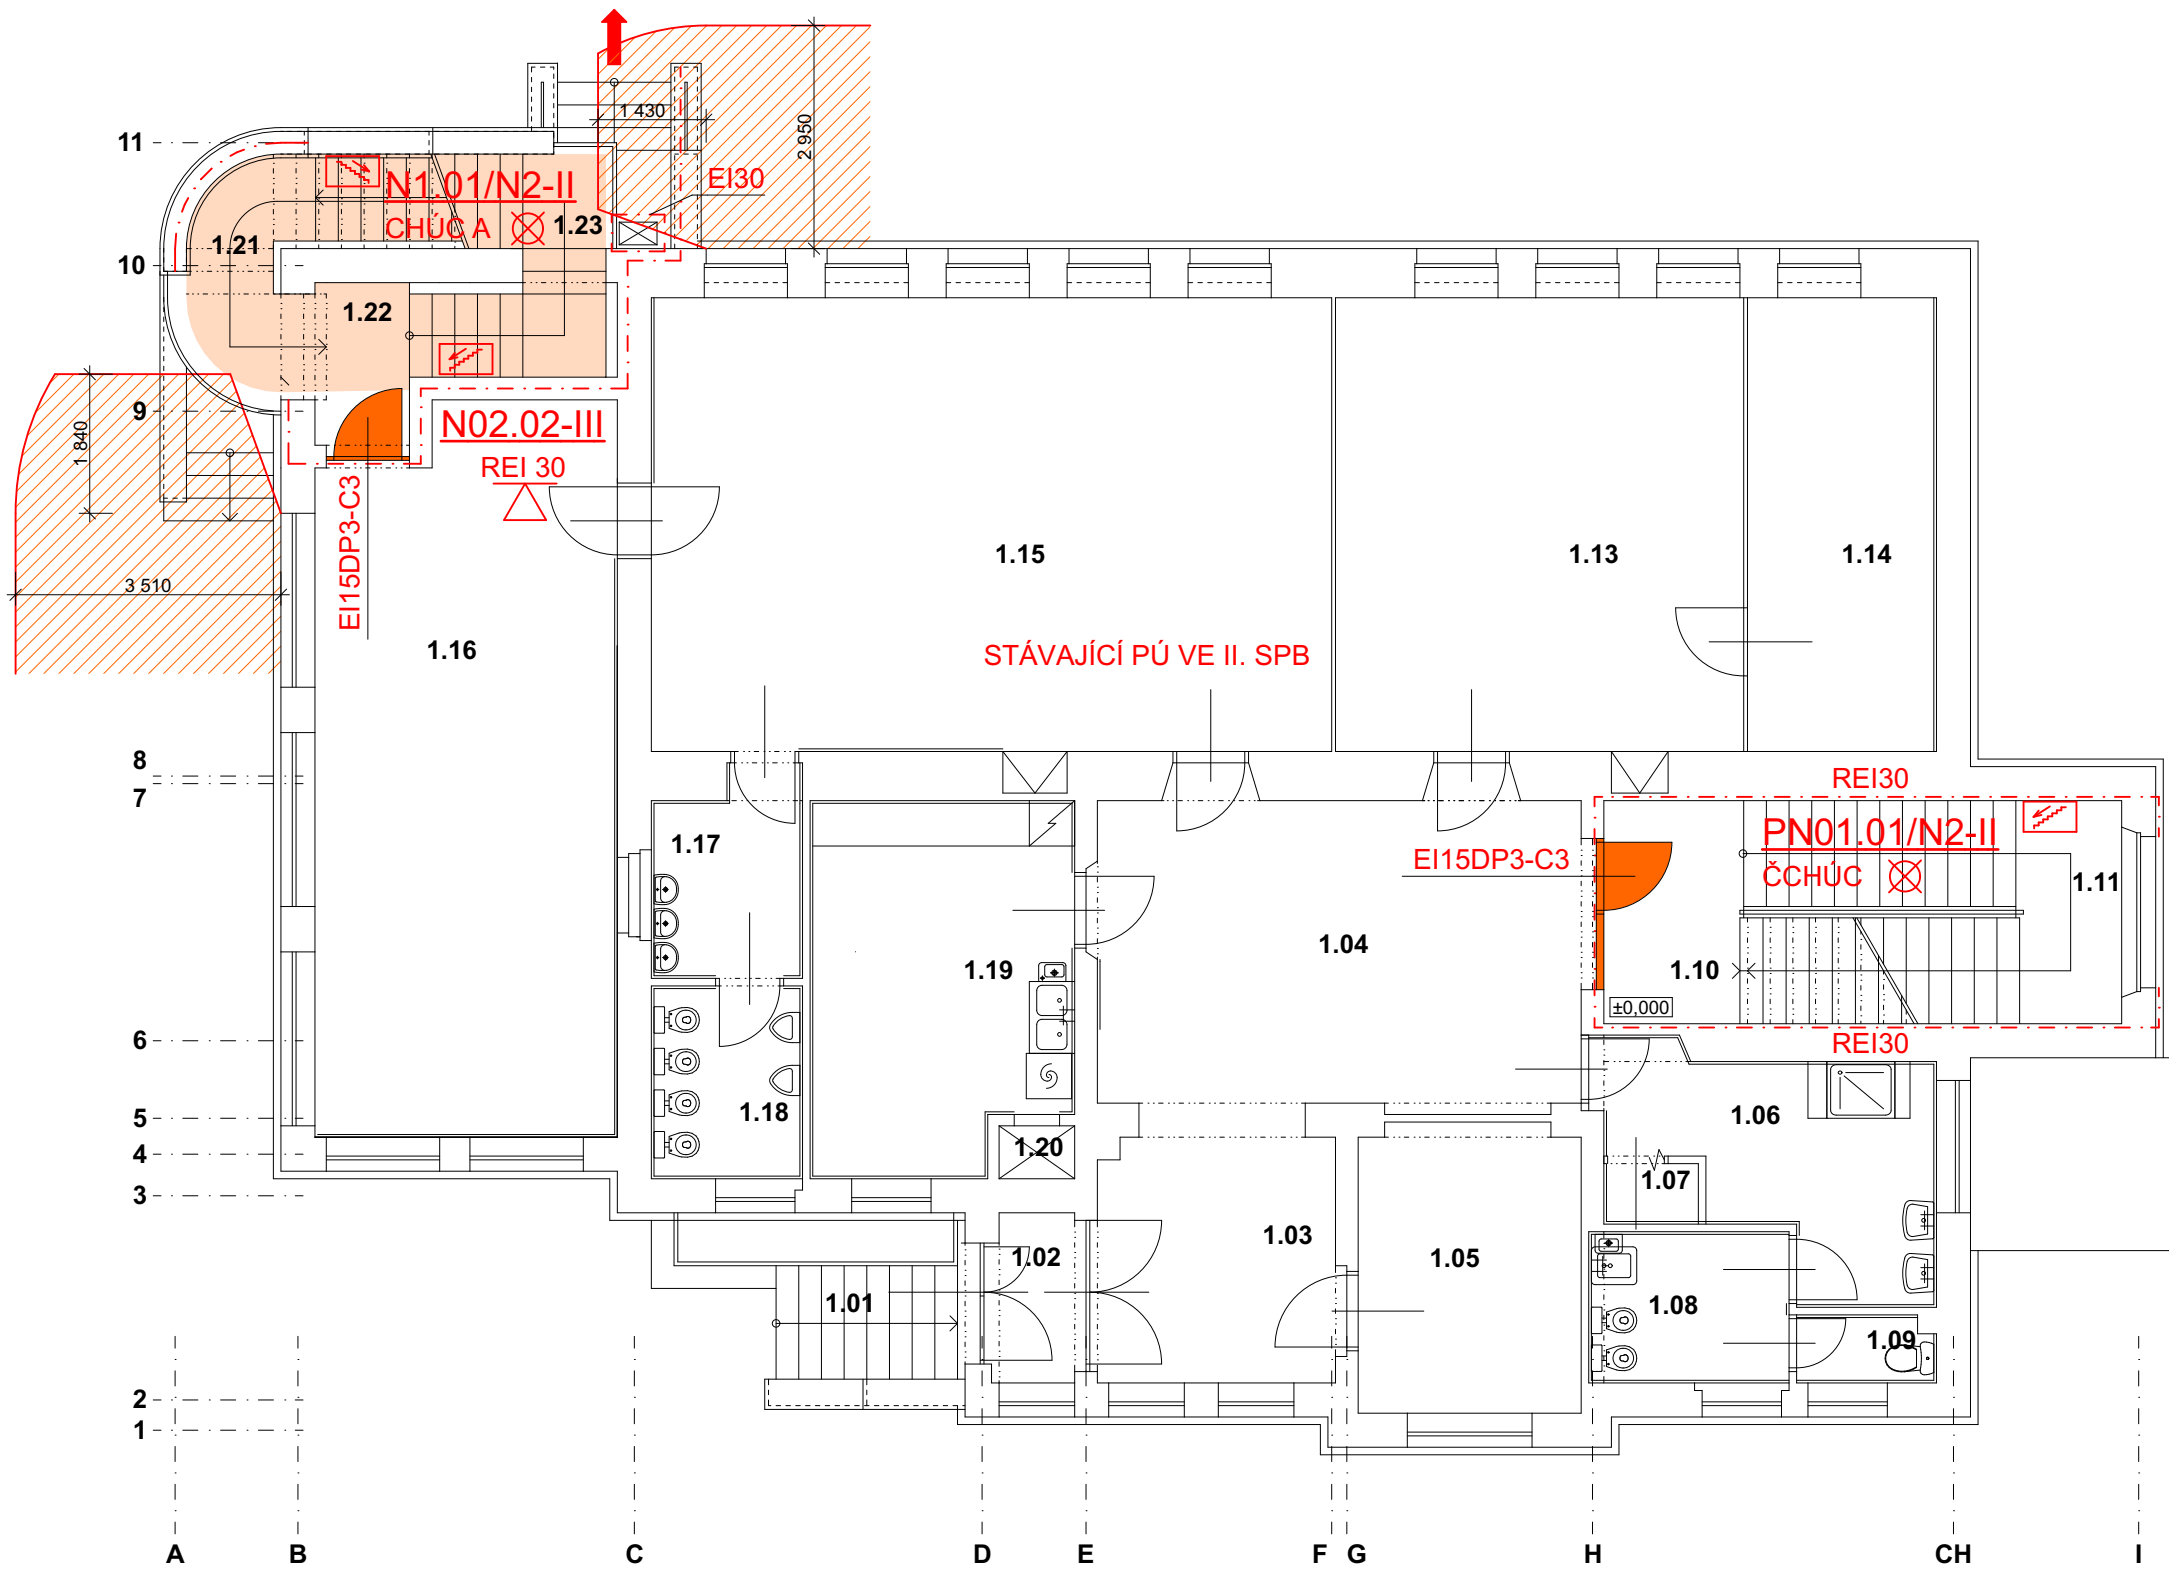 11
1 430
2 950
N1.01/N2-II
EI30
CHÚC A
1.23
1.21
10
1.22
9
N02.02-III
1 840
REI 30
EI15DP3-C3
1.15
1.13
1.14
3 510
1.16
STÁVAJÍCÍ PÚ VE II. SPB
8
7
REI30
1.17
PN01.01/N2-II
EI15DP3-C3
ČCHÚC
1.11
1.04
1.19
1.10
±0,000
6
REI30
5
1.18
1.06
4
1.20
1.07
3
1.03
1.02
1.05
1.01
1.08
1.09
2
1
A
B
C
D
E
F
G
H
CH
I